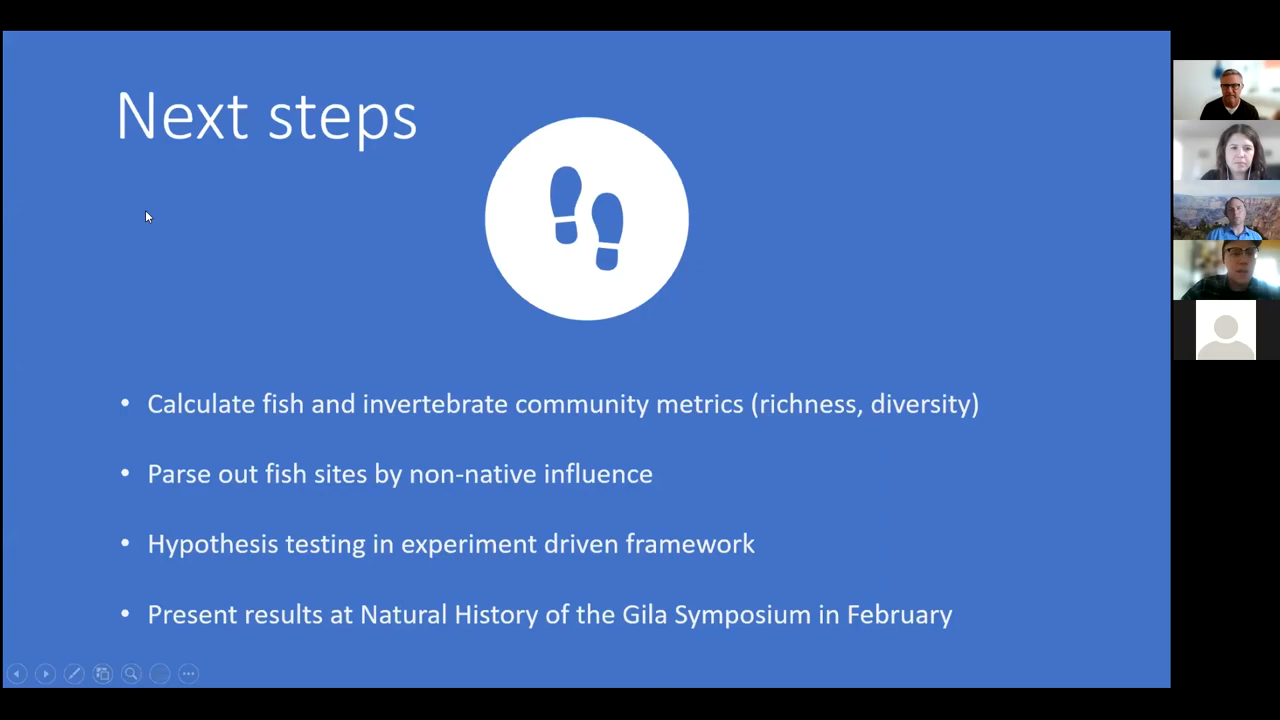 Next steps
• Calculate fish and invertebrate community metrics (richness, diversity)
• Parse out fish sites by non-native influence
• Hypothesis testing in experiment driven framework
• Present results at Natural History of the Gila Symposium in February